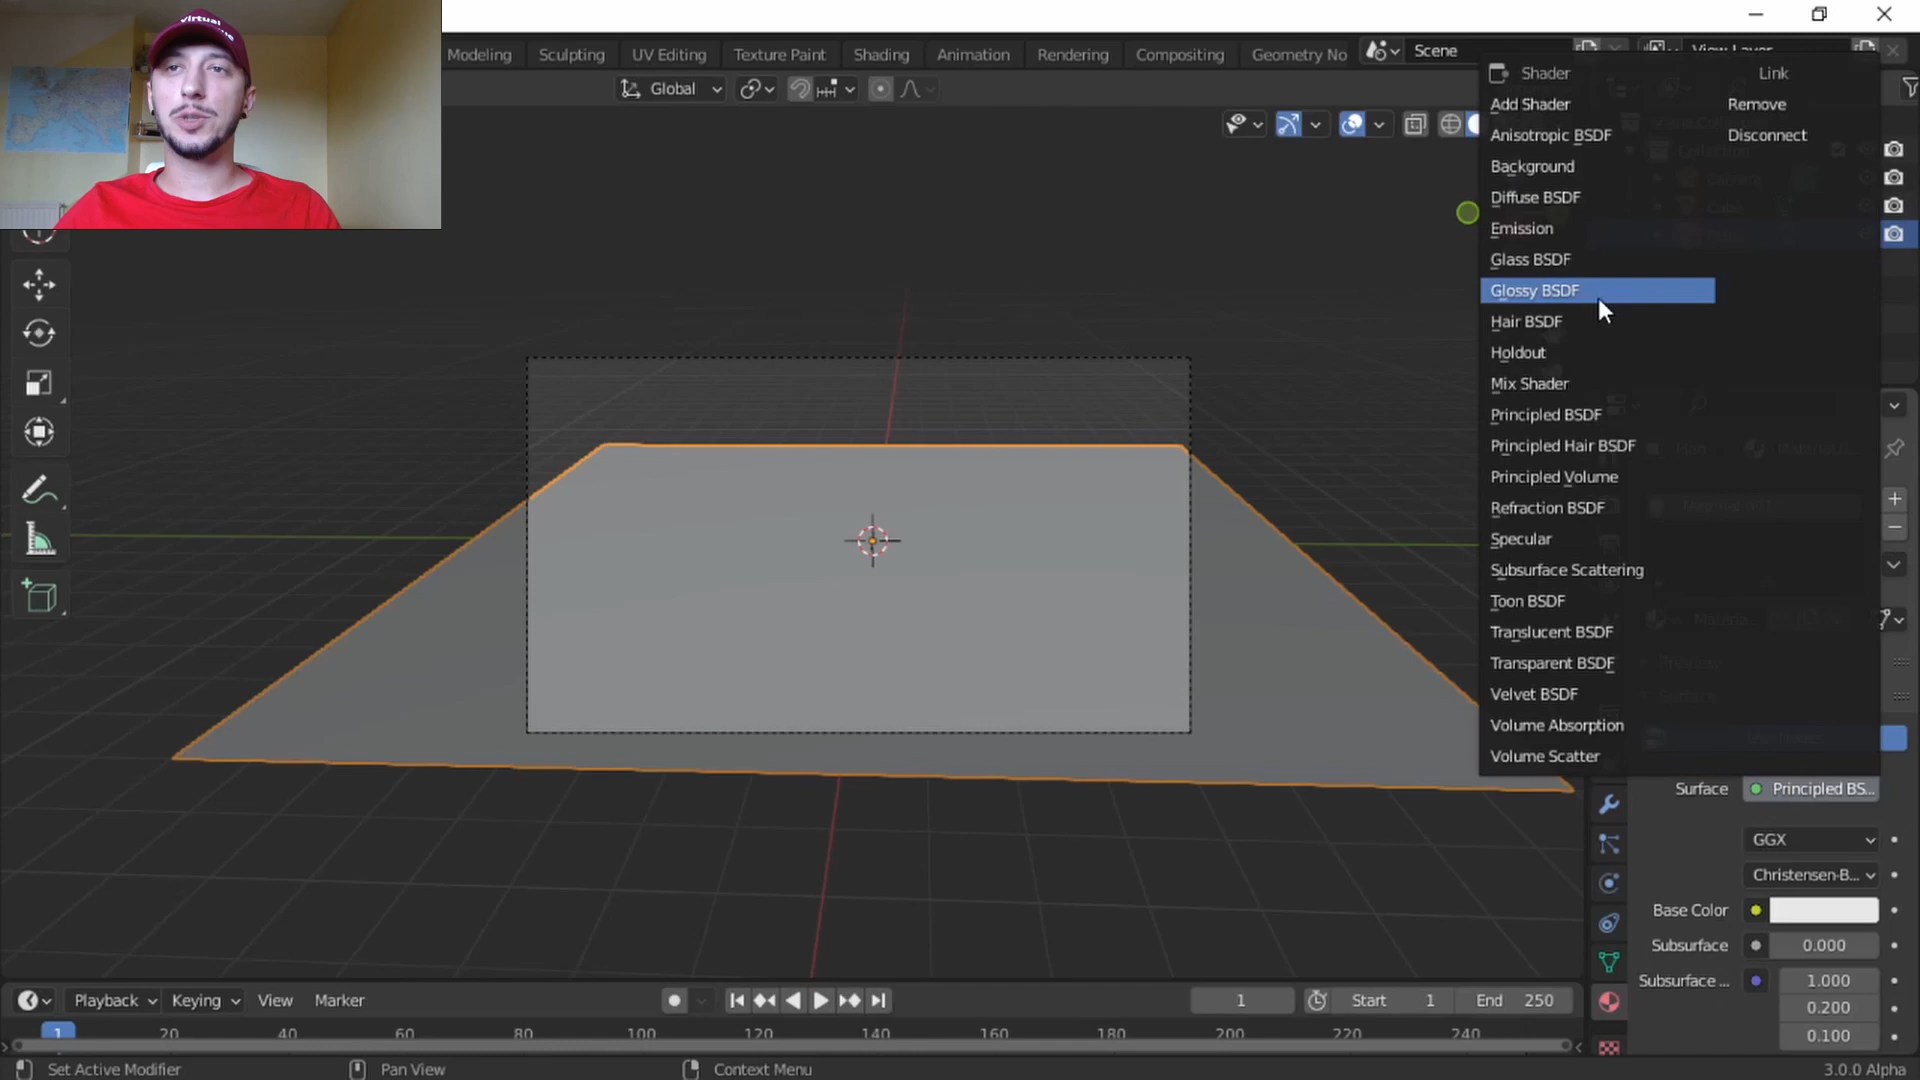 virtual
Modeling Sculpting UV Editing Texture Paint Shading Animation Rendering Compositing Geometry No Scene View Layer
Global
Shader Link
Add Shader Remove
Anisotropic BSDF Disconnect
Background
Diffuse BSDF
Emission
Glass BSDF
Glossy BSDF
Hair BSDF
Holdout
Mix Shader
Principled BSDF
Principled Hair BSDF
Principled Volume
Refraction BSDF
Specular
Subsurface Scattering
Toon BSDF
Translucent BSDF
Transparent BSDF
Velvet BSDF
Volume Absorption
Volume Scatter
Surface Principled BS...
GGX
Christensen-B...
Base Color
Subsurface 0.000
Subsurface ... 1.000
0.200
0.100
Playback Keying View Marker 1 Start 1 End 250
1 20 40 60 80 100 120 140 160 180 200 220 240
Set Active Modifier Pan View Context Menu 3.0.0 Alpha